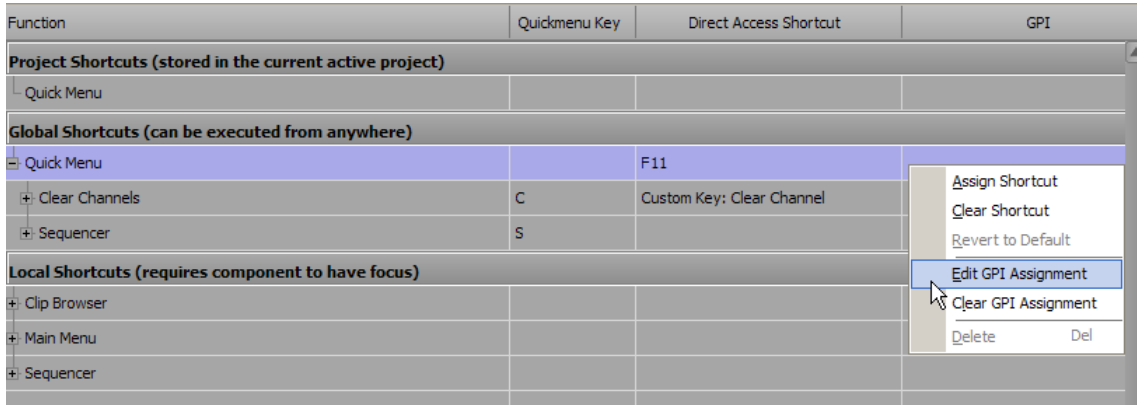 Function Quickmenu Key Direct Access Shortcut GPI
Project Shortcuts (stored in the current active project)
Quick Menu
Global Shortcuts (can be executed from anywhere)
Quick Menu F11
Clear Channels C Custom Key: Clear Channel
Sequencer S
Local Shortcuts (requires component to have focus)
Clip Browser
Main Menu
Sequencer
Assign Shortcut
Clear Shortcut
Revert to Default
Edit GPI Assignment
Clear GPI Assignment
Delete Del